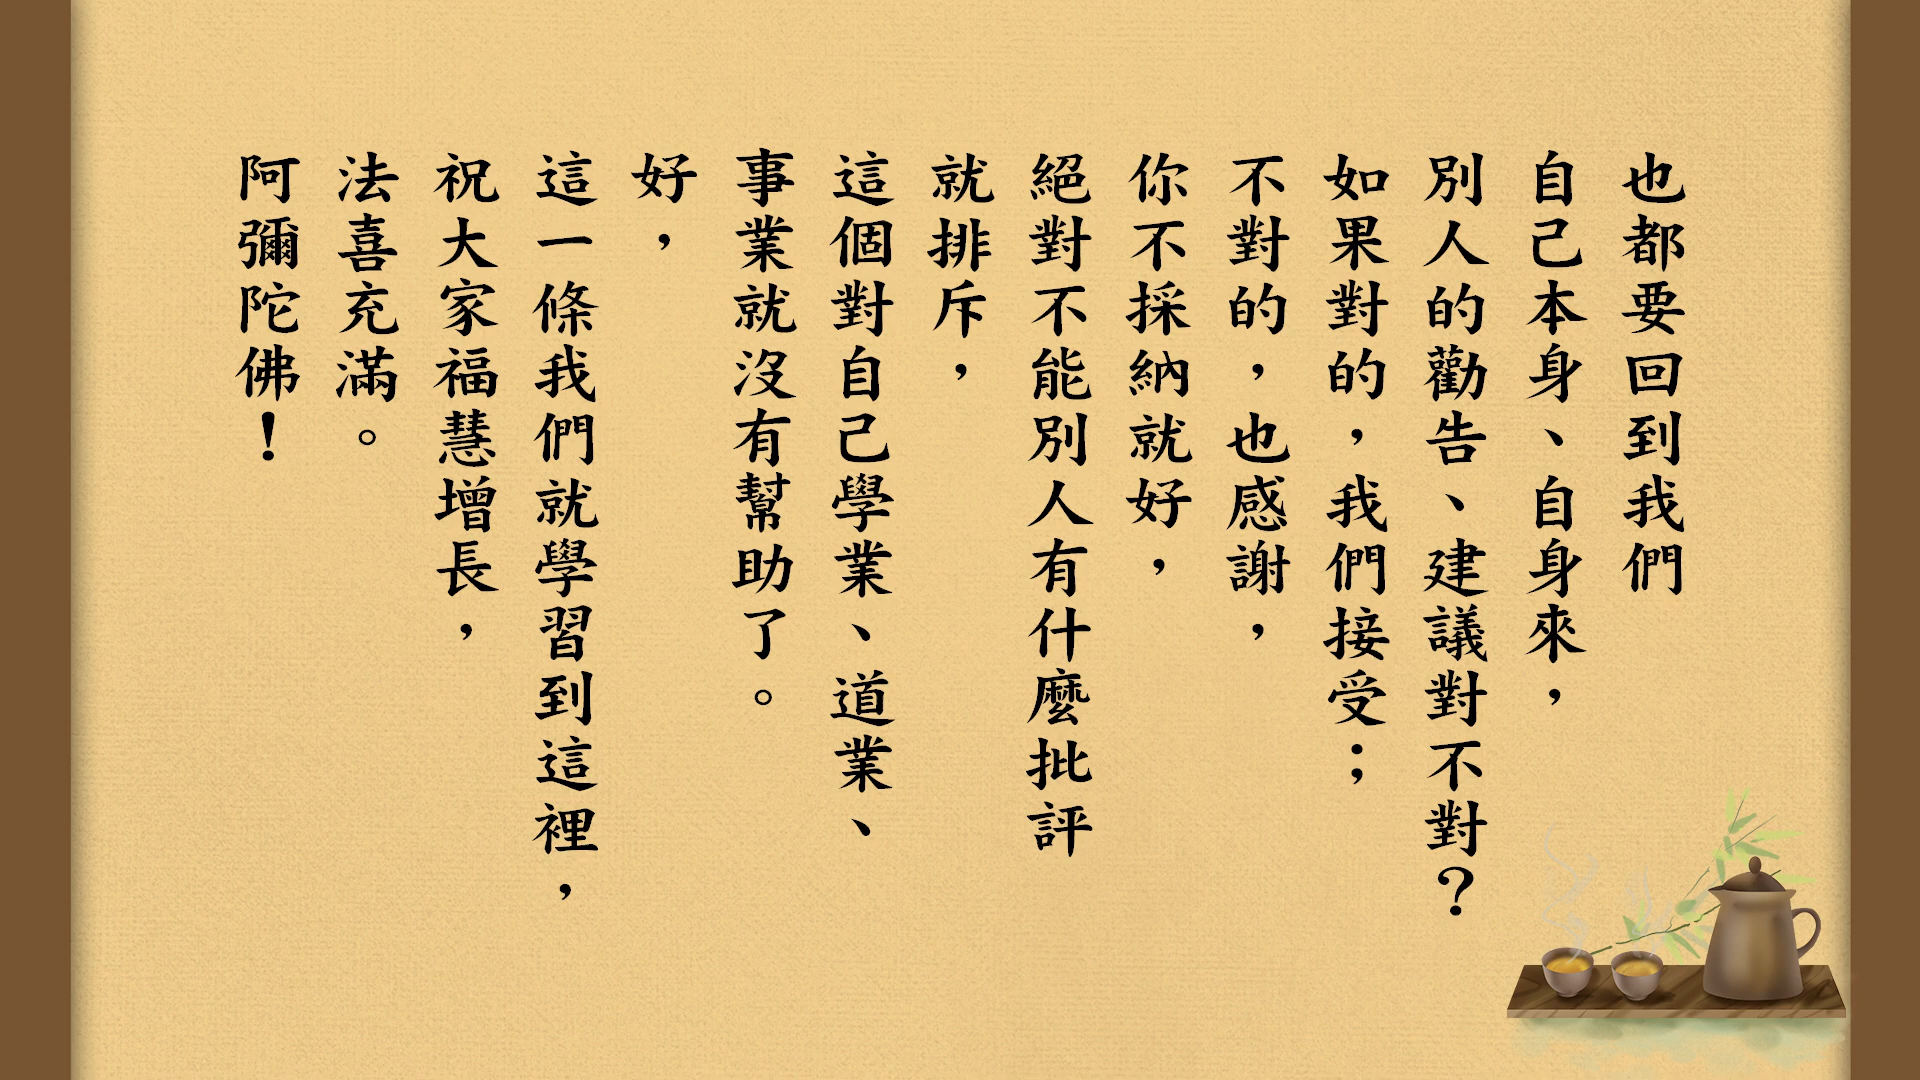 也都要回到我們
自己本身、自身來，
別人的勸告、建議對不對？
如果對的，我們接受；
不對的，也感謝，
你不採納就好，
絕對不能別人有什麼批評
就排斥，
這個對自己學業、道業、
事業就沒有幫助了。
好，
這一條我們就學習到這裡，
祝大家福慧增長，
法喜充滿。
阿彌陀佛！